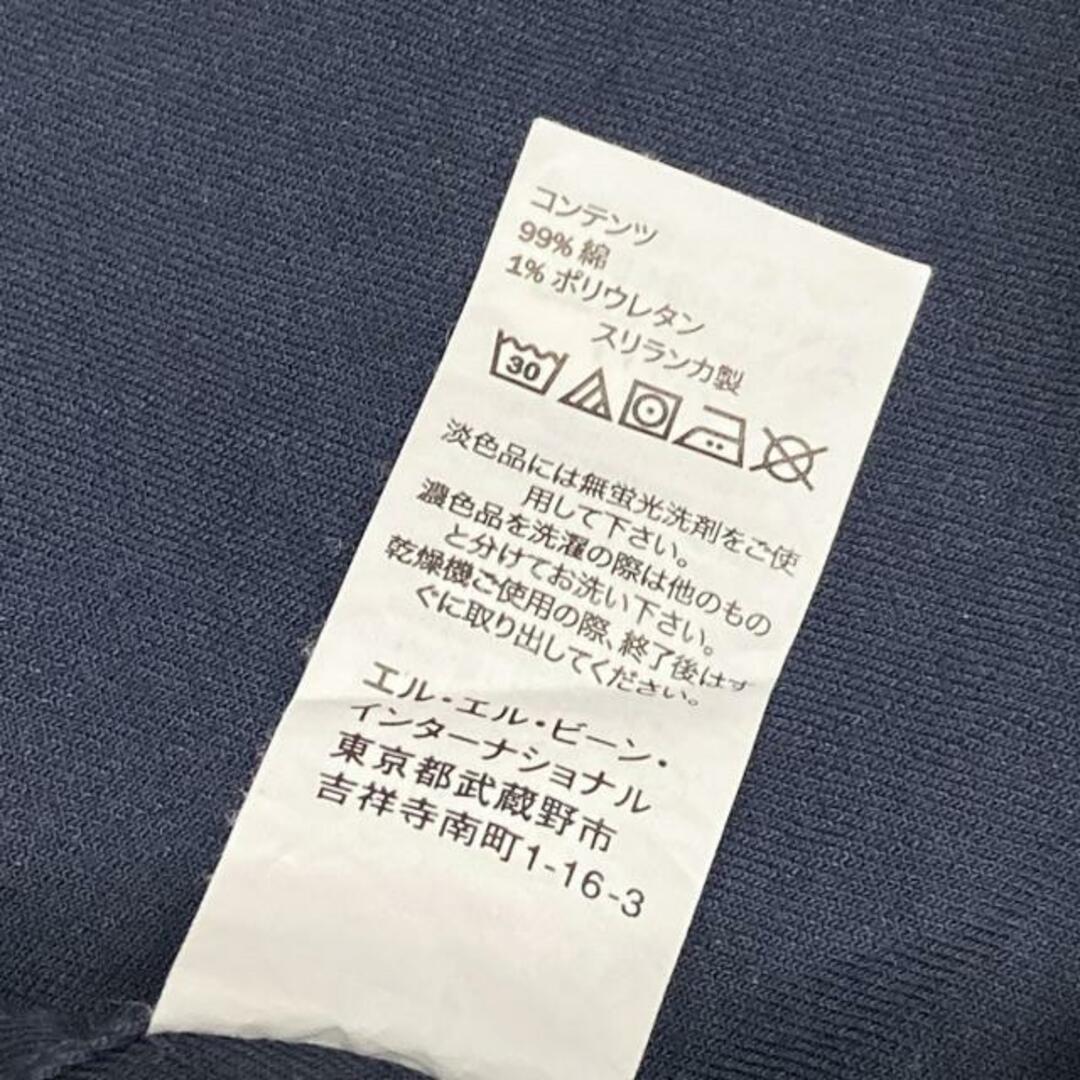 コンテンツ
99% 綿
1% ポリウレタン
スリランカ製
30
淡色品には無蛍光洗剤をご使
用して下さい。
濃色品を洗濯の際は他のもの
と分けてお洗い下さい。
乾燥機ご使用の際、終了後はす
ぐに取り出してください。
エル・エル・ビーン・
インターナショナル
東京都武蔵野市
吉祥寺南町1-16-3